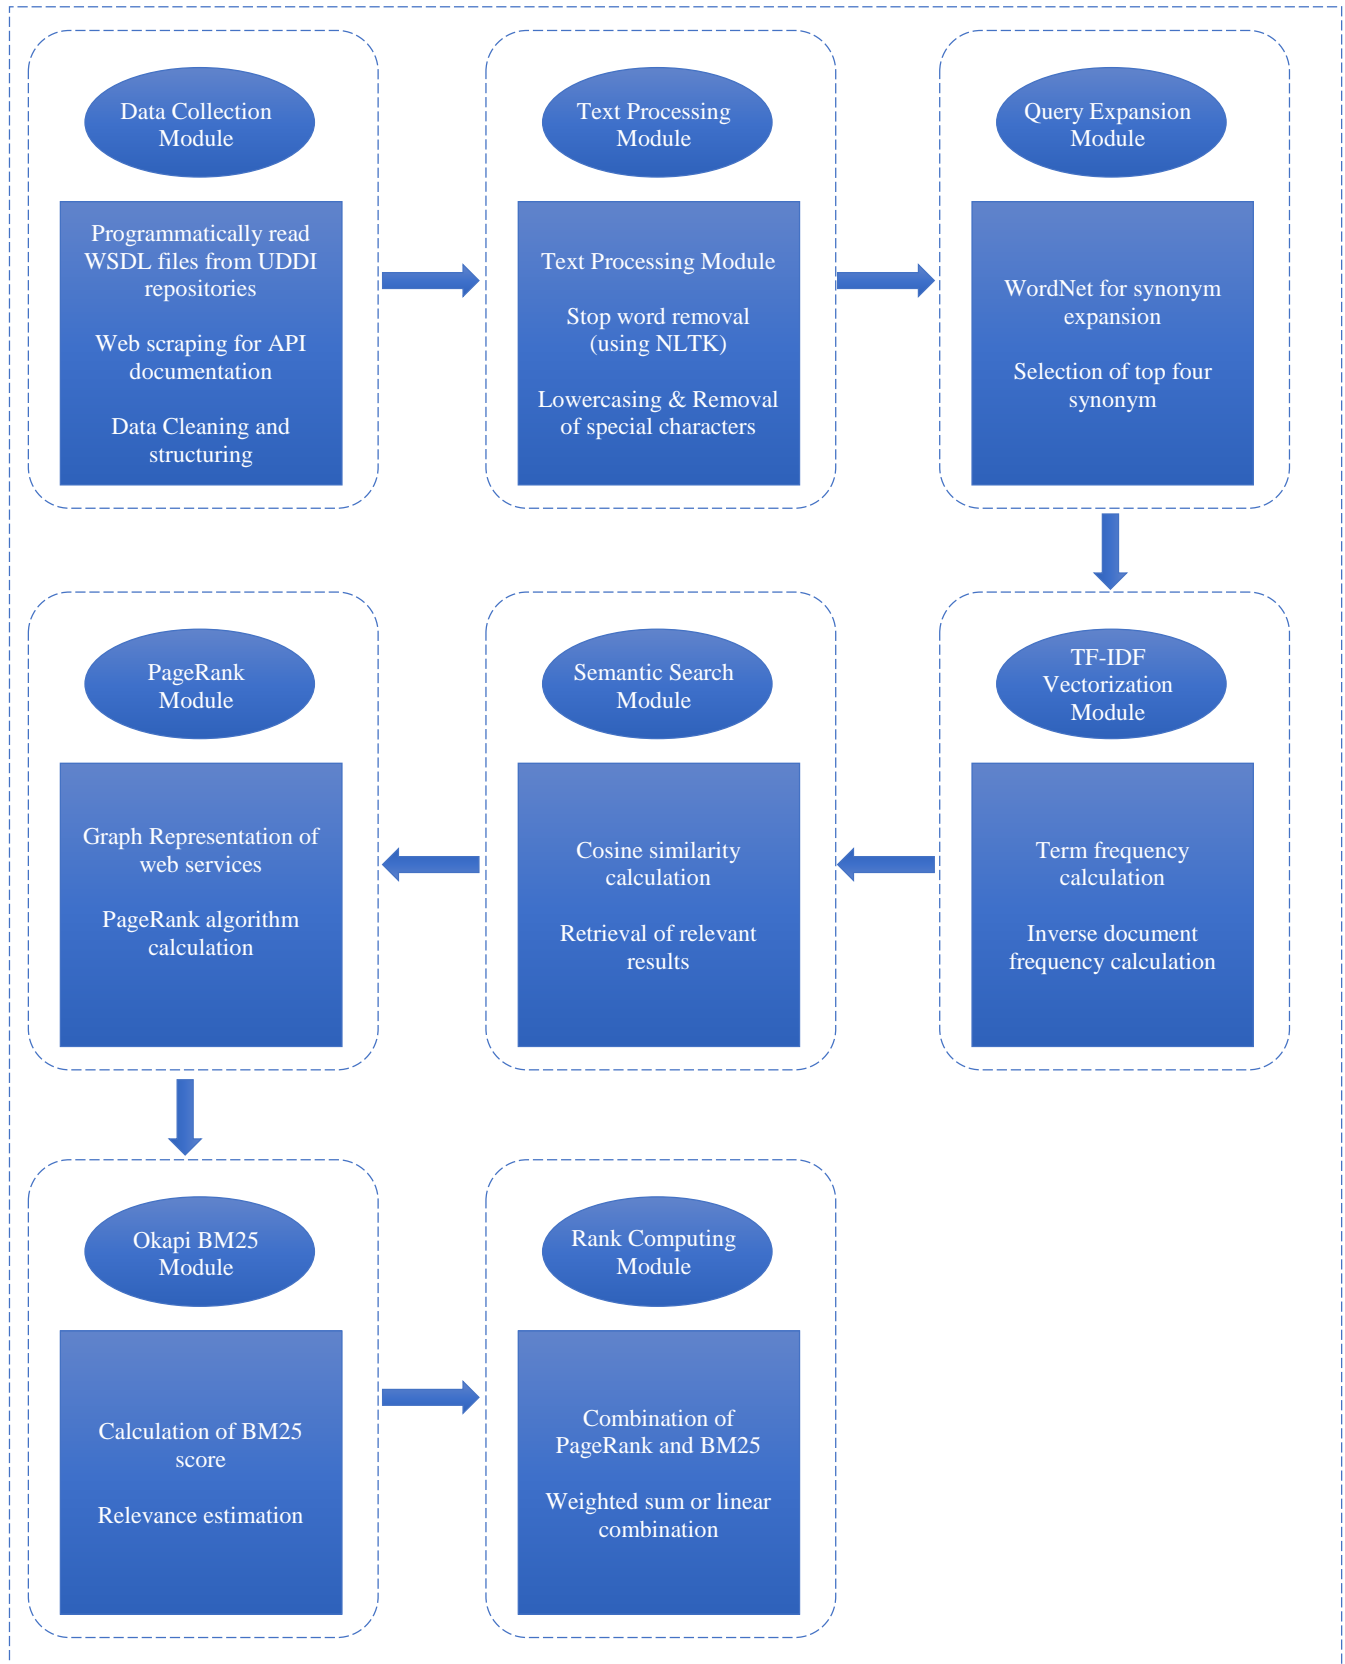 Data Collection
Module
Programmatically read
WSDL files from UDDI
repositories
Web scraping for API
documentation
Data Cleaning and
structuring
Text Processing
Module
Text Processing Module
Stop word removal
(using NLTK)
Lowercasing & Removal
of special characters
Query Expansion
Module
WordNet for synonym
expansion
Selection of top four
synonym
TF-IDF
Vectorization
Module
Term frequency
calculation
Inverse document
frequency calculation
Semantic Search
Module
Cosine similarity
calculation
Retrieval of relevant
results
PageRank
Module
Graph Representation of
web services
PageRank algorithm
calculation
Okapi BM25
Module
Calculation of BM25
score
Relevance estimation
Rank Computing
Module
Combination of
PageRank and BM25
Weighted sum or linear
combination